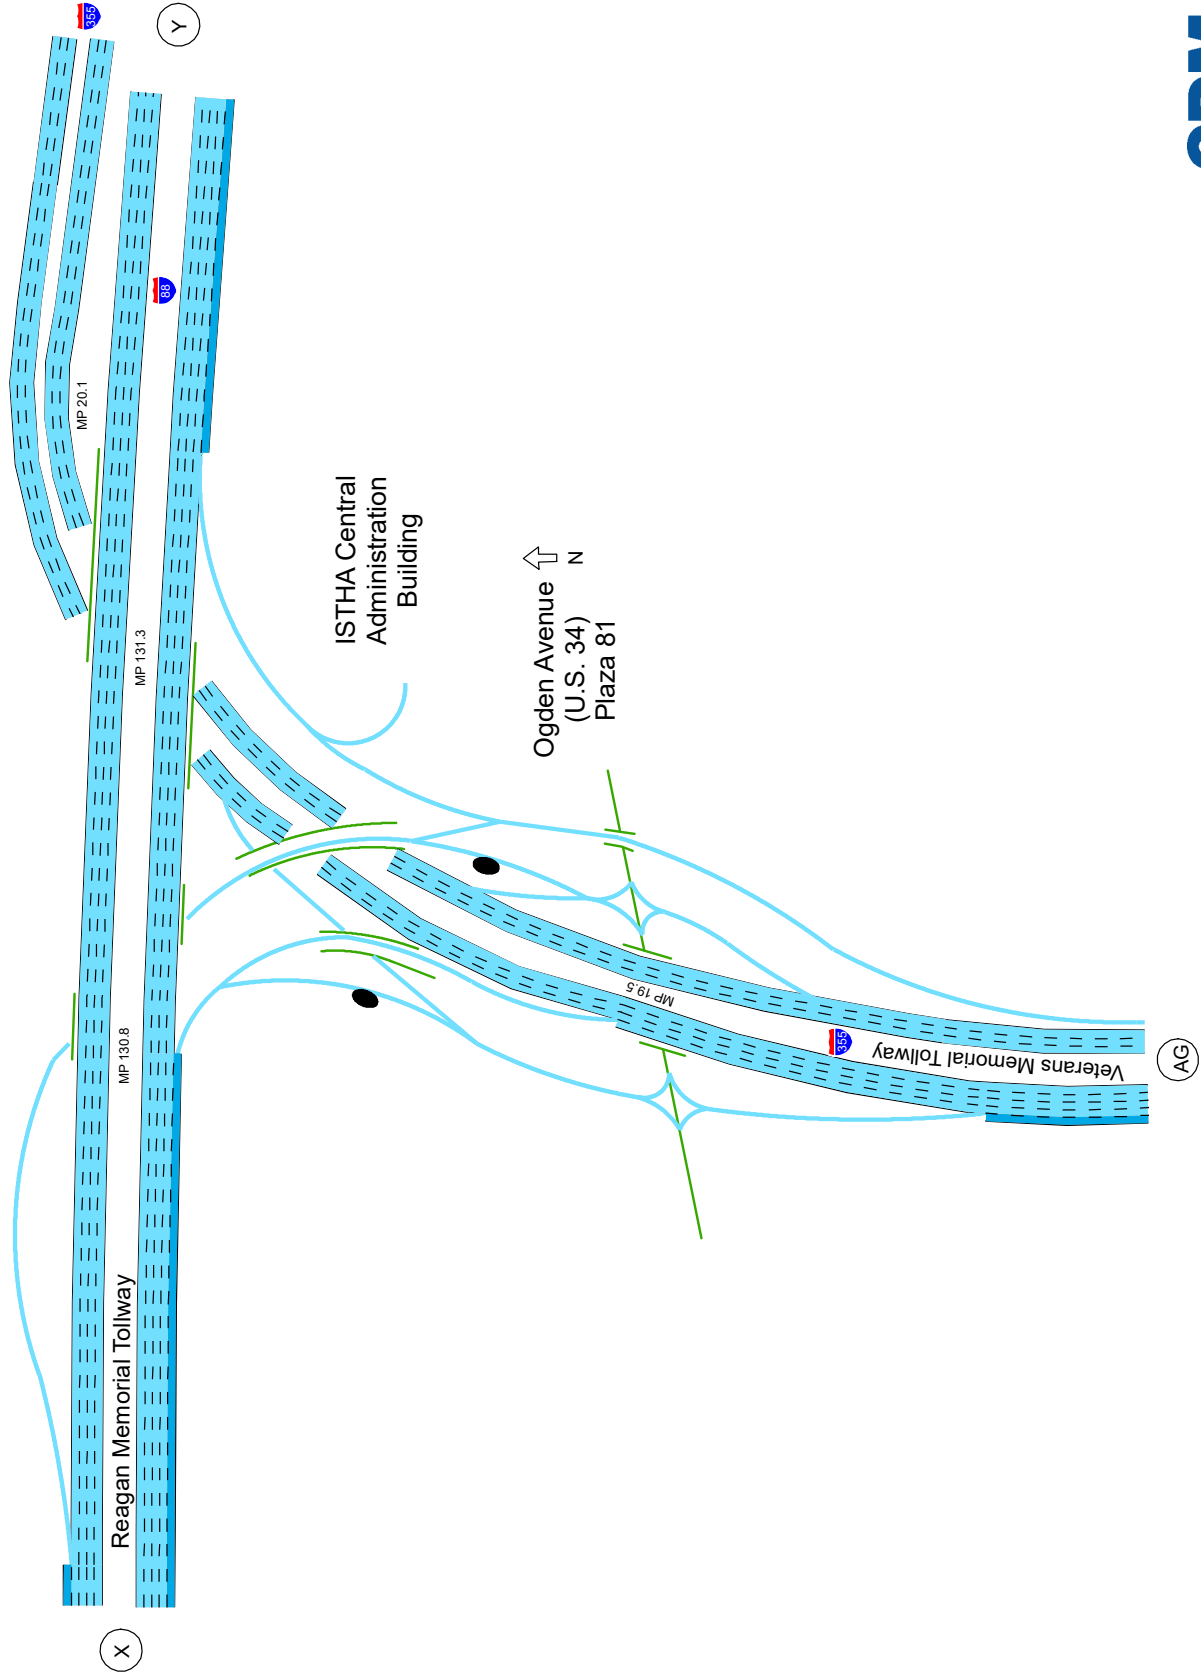 355
Y
88
MP 20.1
MP 131.3
ISTHA Central
Administration
Building
Ogden Avenue
(U.S. 34)
Plaza 81
N
MP 19.5
MP 130.8
355
Veterans Memorial Tollway
AG
Reagan Memorial Tollway
X